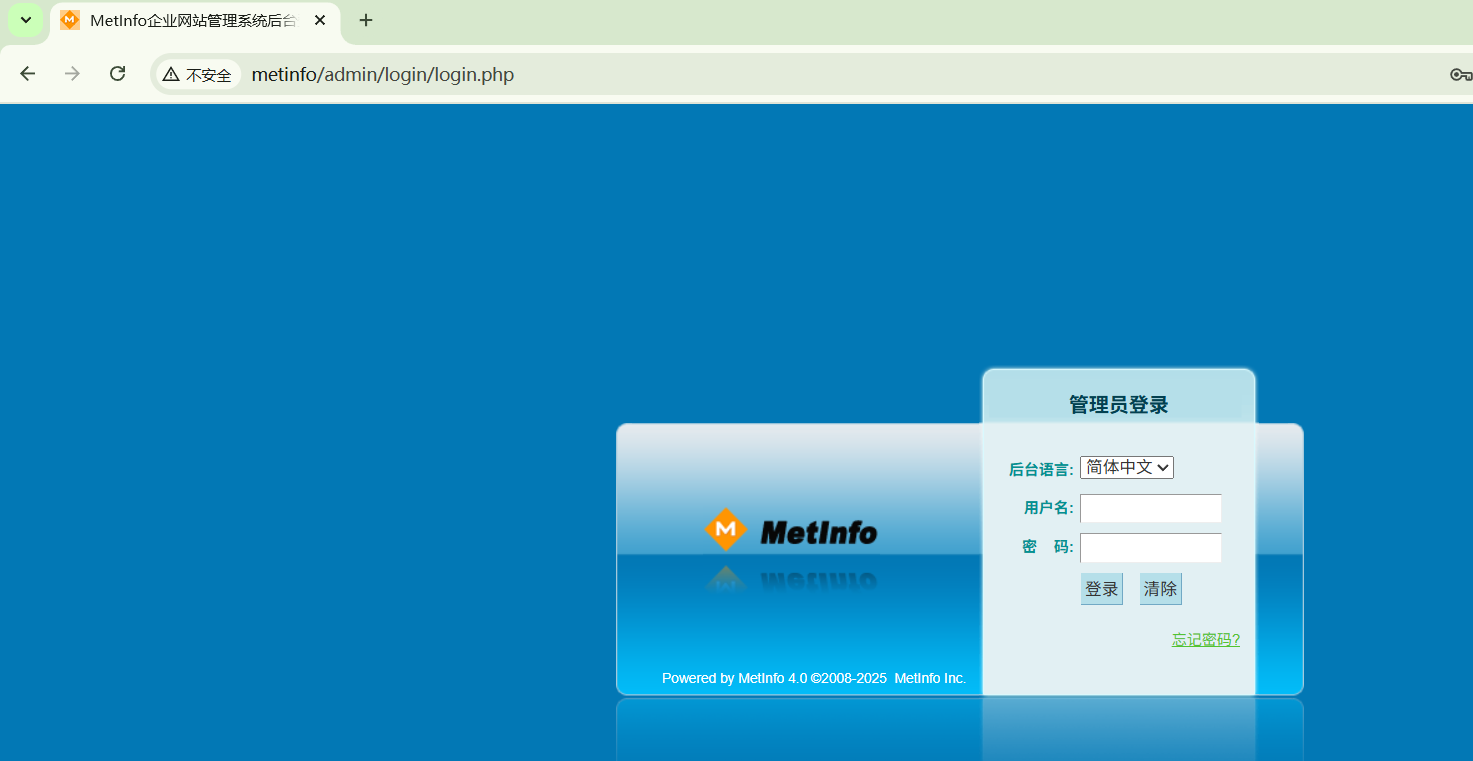 MetInfo企业网站管理系统后台
不安全
metinfo/admin/login/login.php
管理员登录
后台语言: 简体中文
用户名:
密 码:
登录 清除
忘记密码?
M MetInfo
Powered by MetInfo 4.0 ©2008-2025 MetInfo Inc.